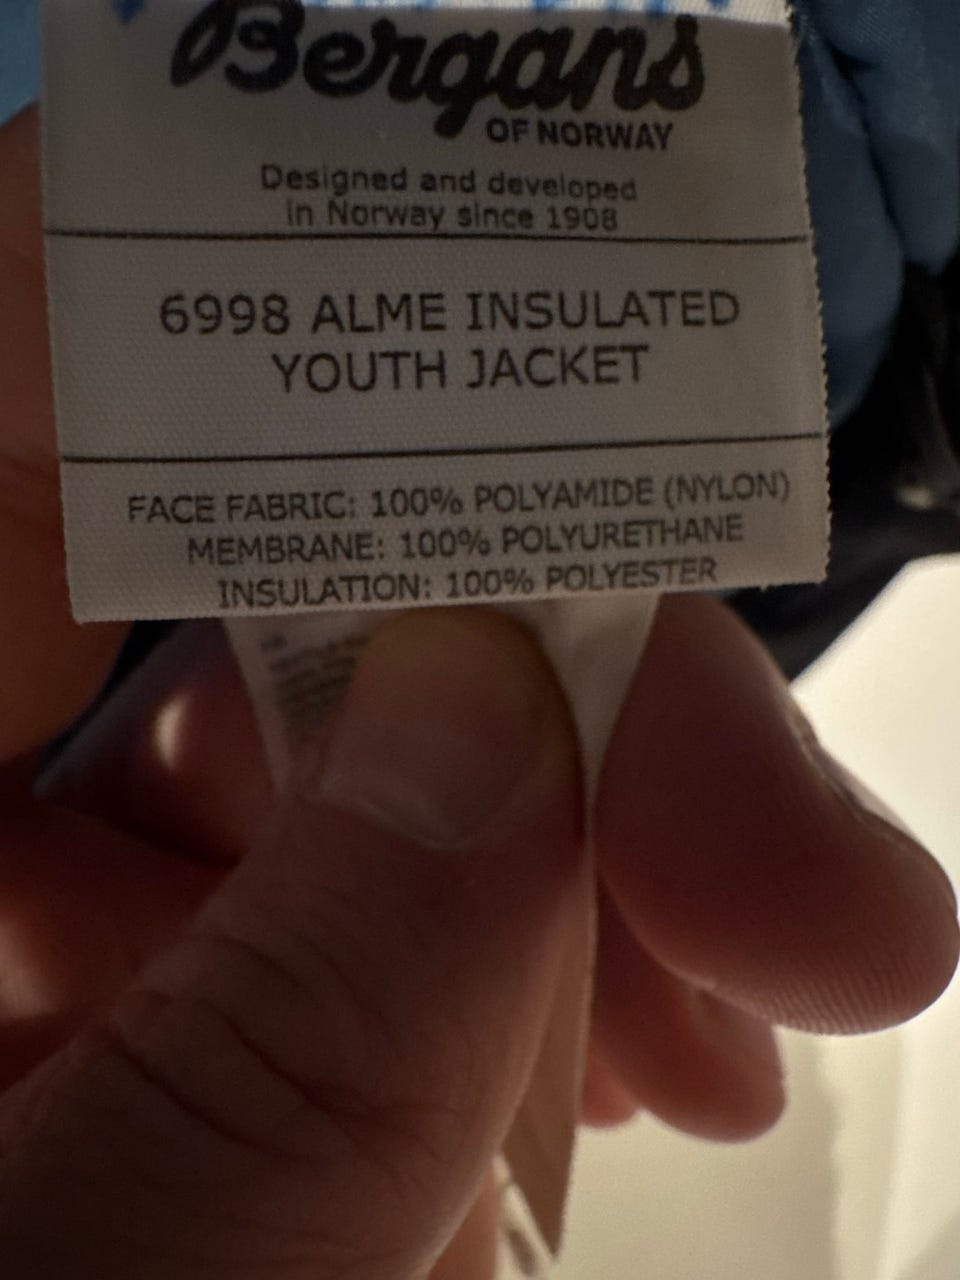 Bergans
OF NORWAY
Designed and developed
in Norway since 1908
6998 ALME INSULATED
YOUTH JACKET
FACE FABRIC: 100% POLYAMIDE (NYLON)
MEMBRANE: 100% POLYURETHANE
INSULATION: 100% POLYESTER